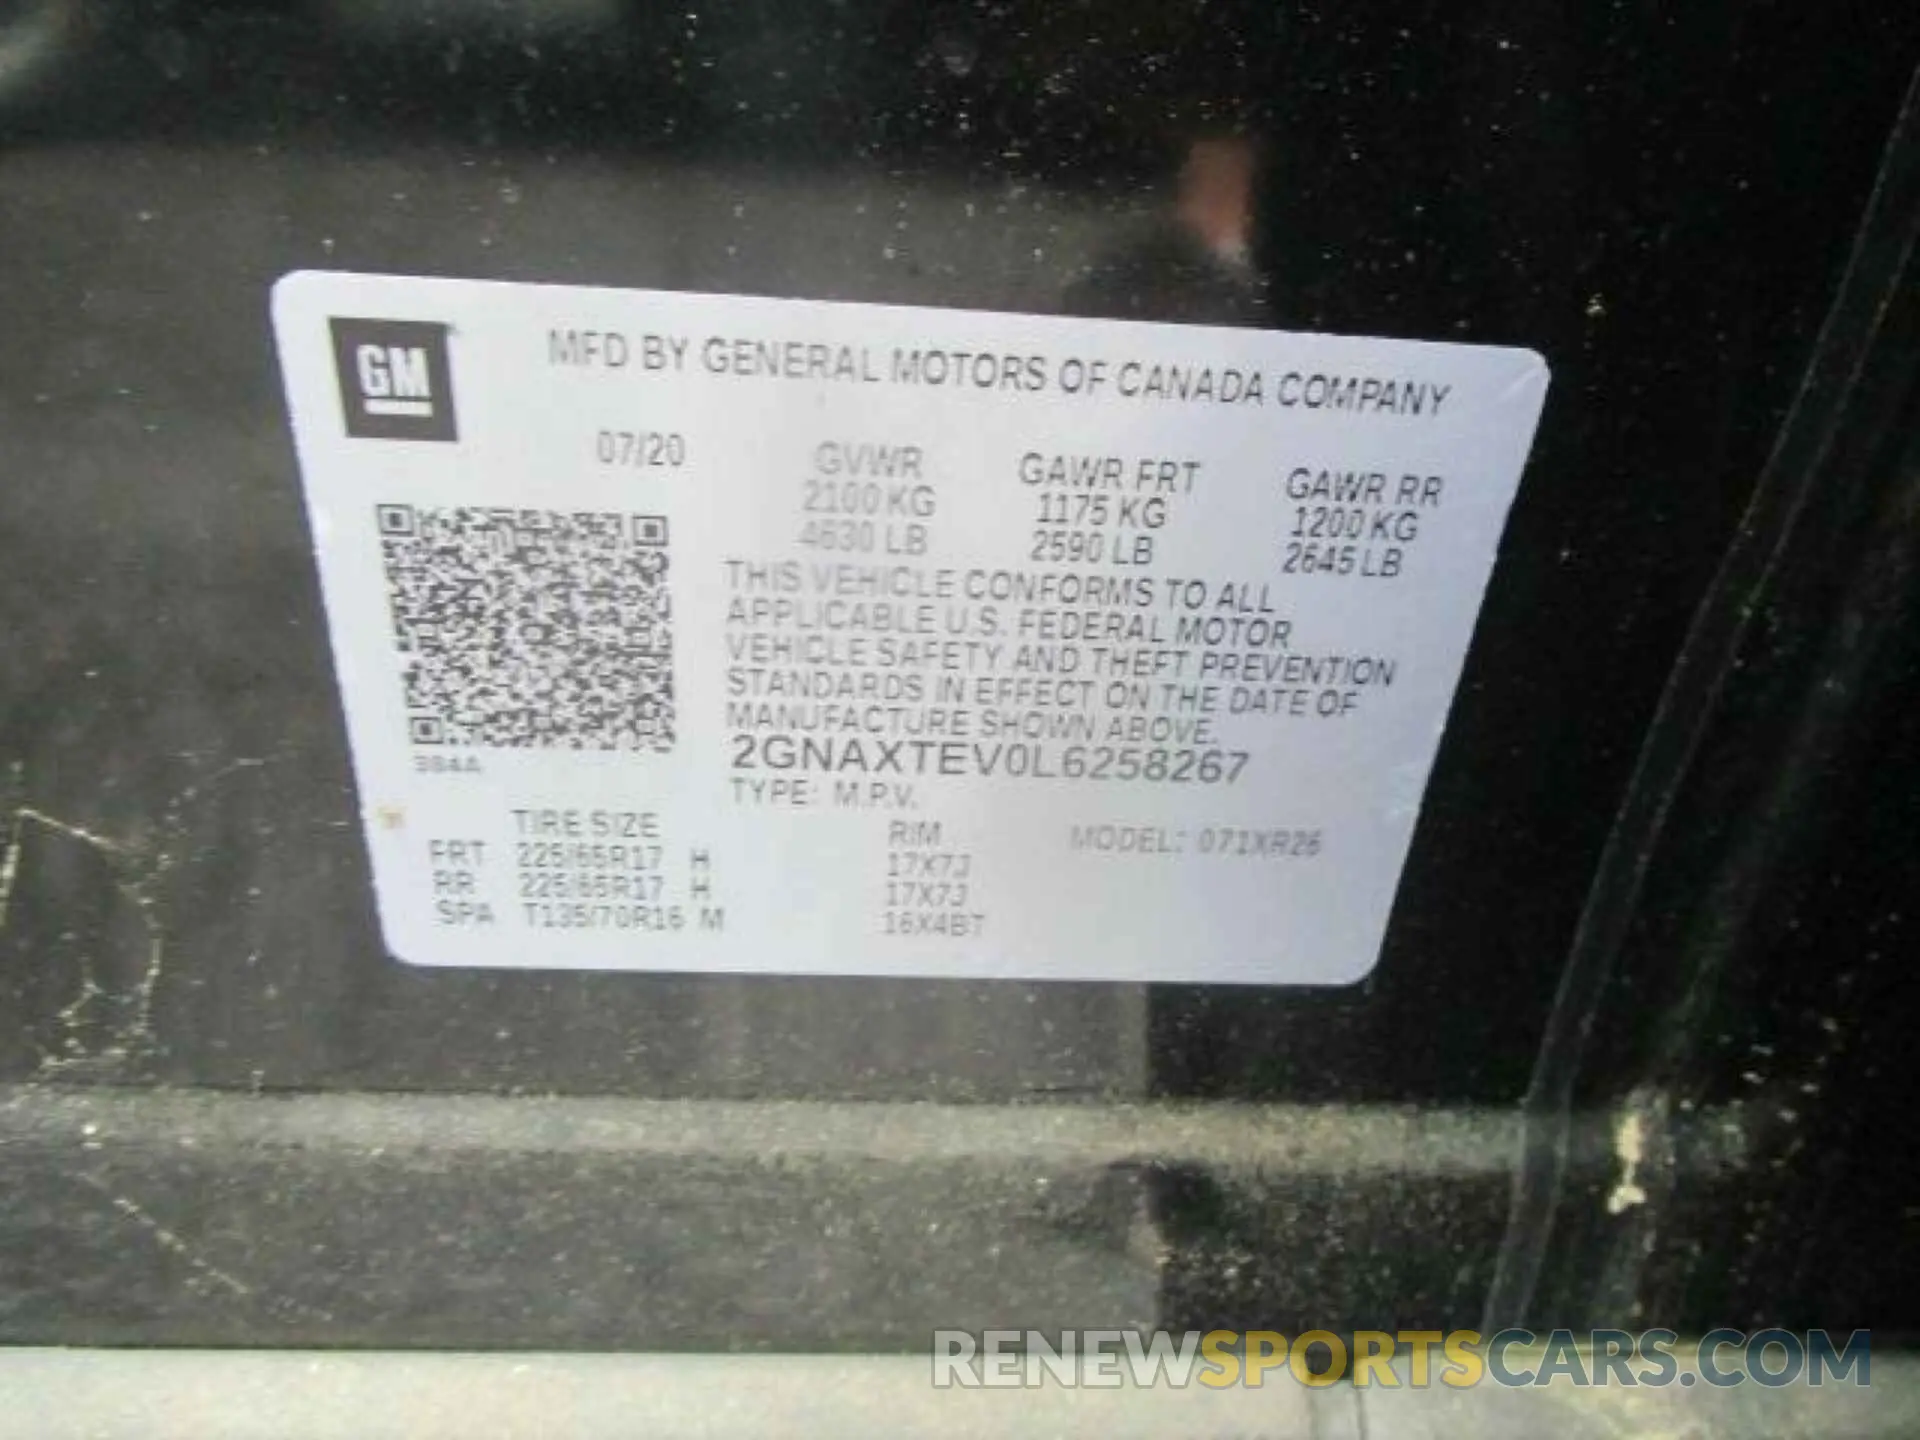 GM
MFD BY GENERAL MOTORS OF CANADA COMPANY
07/20
GVWR GAWR FRT GAWR RR
2100 KG 1175 KG 1200 KG
4630 LB 2590 LB 2645 LB
THIS VEHICLE CONFORMS TO ALL
APPLICABLE U.S. FEDERAL MOTOR
VEHICLE SAFETY AND THEFT PREVENTION
STANDARDS IN EFFECT ON THE DATE OF
MANUFACTURE SHOWN ABOVE.
2GNAXTEV0L6258267
TYPE: M.P.V.
TIRE SIZE RIM MODEL: 071XR26
FRT 225/65R17 H 17X7J
RR 225/65R17 H 17X7J
SPA T135/70R16 M 16X4BT
RENEWSPORTSCARS.COM